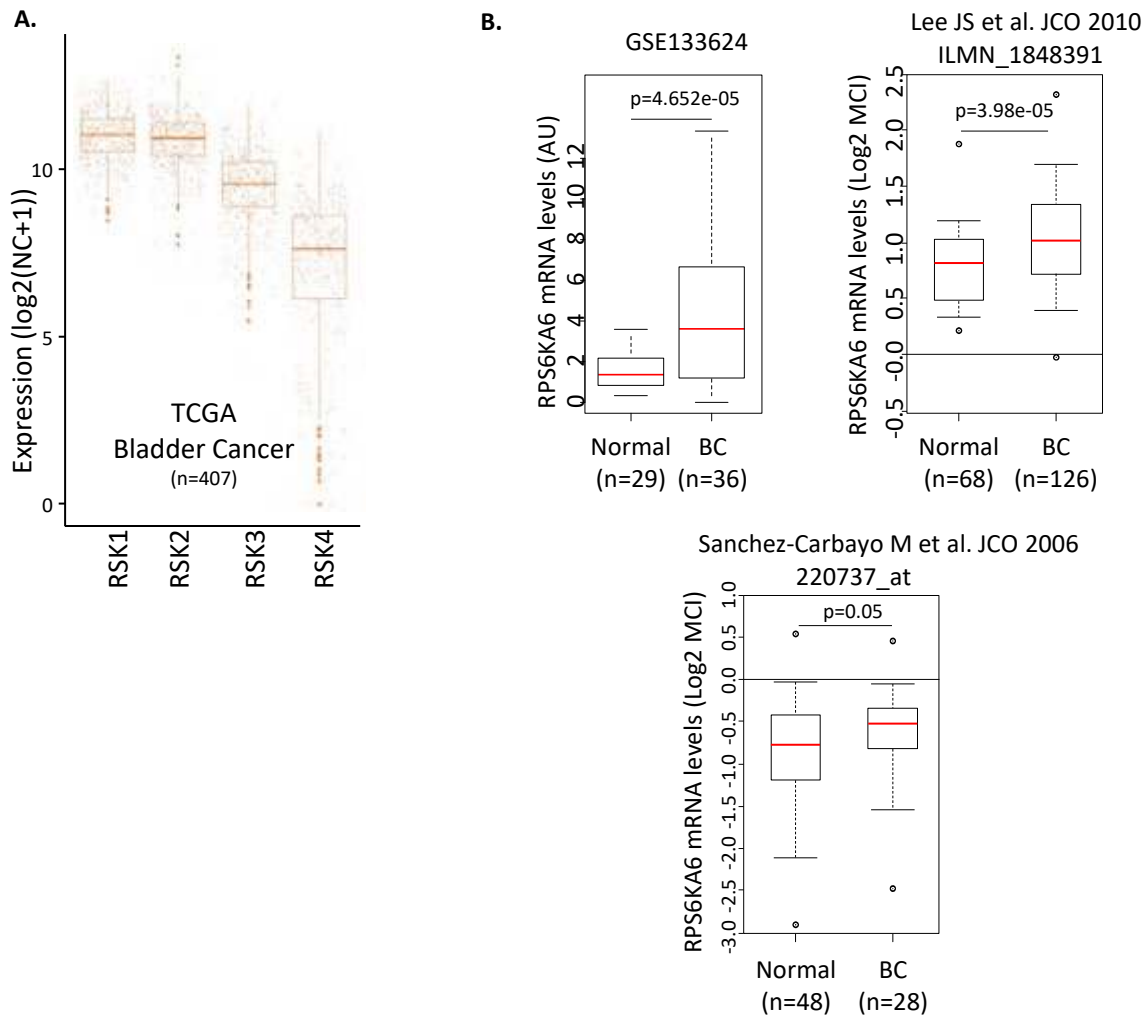 A.
Expression (log2(NC+1))
10
5
0
TCGA
Bladder Cancer
(n=407)
RSK1
RSK2
RSK3
RSK4
B.
GSE133624
RPS6KA6 mRNA levels (AU)
0 2 4 6 8 10 12
p=4.652e-05
Normal BC
(n=29) (n=36)
Lee JS et al. JCO 2010
ILMN_1848391
RPS6KA6 mRNA levels (Log2 MCI)
-0.5 -0.0 0.5 1.0 1.5 2.0 2.5
p=3.98e-05
Normal BC
(n=68) (n=126)
Sanchez-Carbayo M et al. JCO 2006
220737_at
RPS6KA6 mRNA levels (Log2 MCI)
-3.0 -2.5 -2.0 -1.5 -1.0 -0.5 0.0 0.5 1.0
p=0.05
Normal BC
(n=48) (n=28)